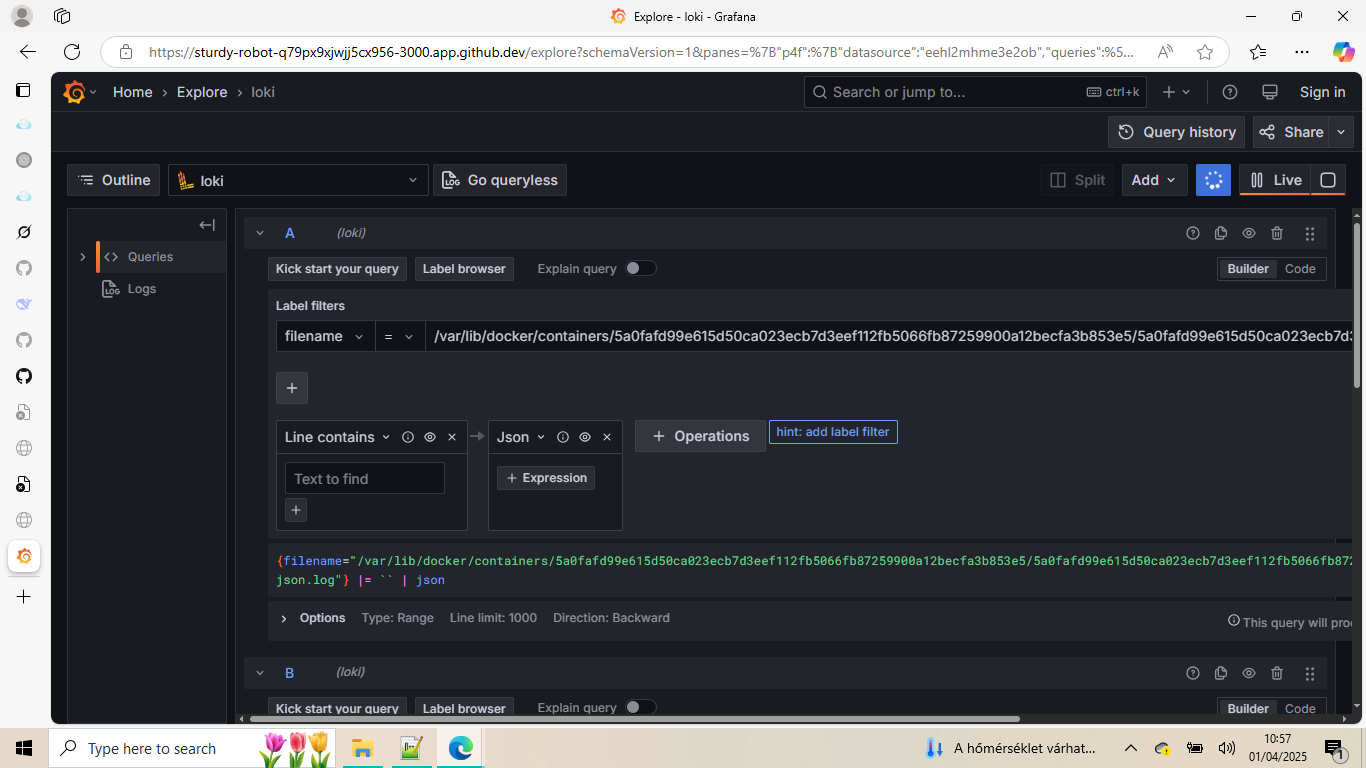 Explore - loki - Grafana
https://sturdy-robot-q79px9xjwjj5cx956-3000.app.github.dev/explore?schemaVersion=1&panes=%7B"p4f":%7B"datasource":"eehl2mhme3e2ob","queries":%5...
Home › Explore › loki
Search or jump to...
ctrl+k
Sign in
Query history
Share
Outline
loki
Go queryless
Split
Add
Live
Queries
Logs
A (loki)
Kick start your query
Label browser
Explain query
Builder
Code
Label filters
filename
=
/var/lib/docker/containers/5a0fafd99e615d50ca023ecb7d3eef112fb5066fb87259900a12becfa3b853e5/5a0fafd99e615d50ca023ecb7d3
Line contains
Json
Operations
hint: add label filter
Text to find
Expression
{filename="/var/lib/docker/containers/5a0fafd99e615d50ca023ecb7d3eef112fb5066fb87259900a12becfa3b853e5/5a0fafd99e615d50ca023ecb7d3eef112fb5066fb872
json.log"} |= `` | json
Options
Type: Range
Line limit: 1000
Direction: Backward
This query will pro
B (loki)
Kick start your query
Label browser
Explain query
Builder
Code
Type here to search
A hőmérséklet várhat...
10:57
01/04/2025
1